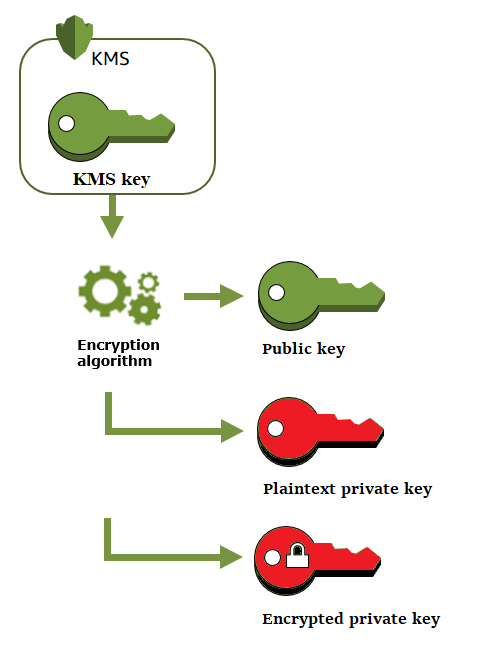 KMS
KMS key
Encryption
algorithm
Public key
Plaintext private key
Encrypted private key